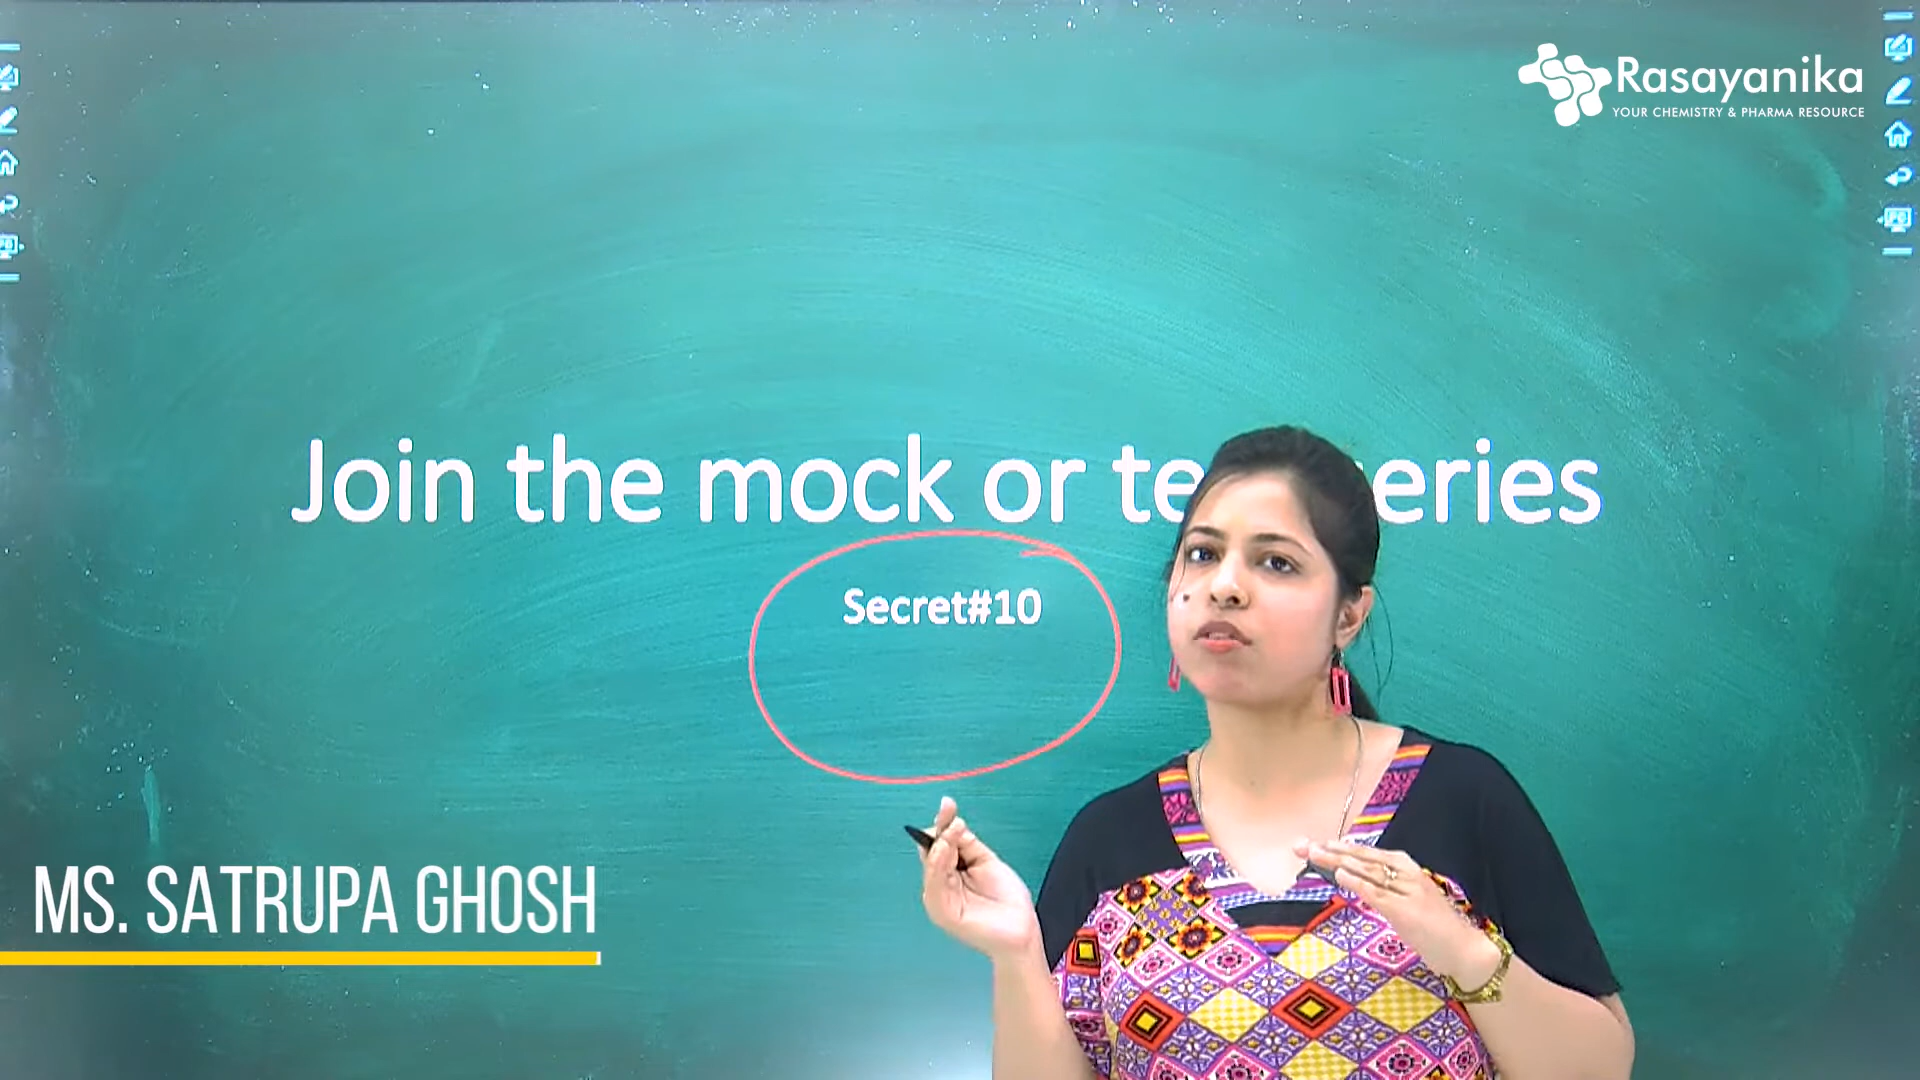 Rasayanika
YOUR CHEMISTRY & PHARMA RESOURCE
Join the mock or
Secret#10
MS. SATRUPA GHOSH